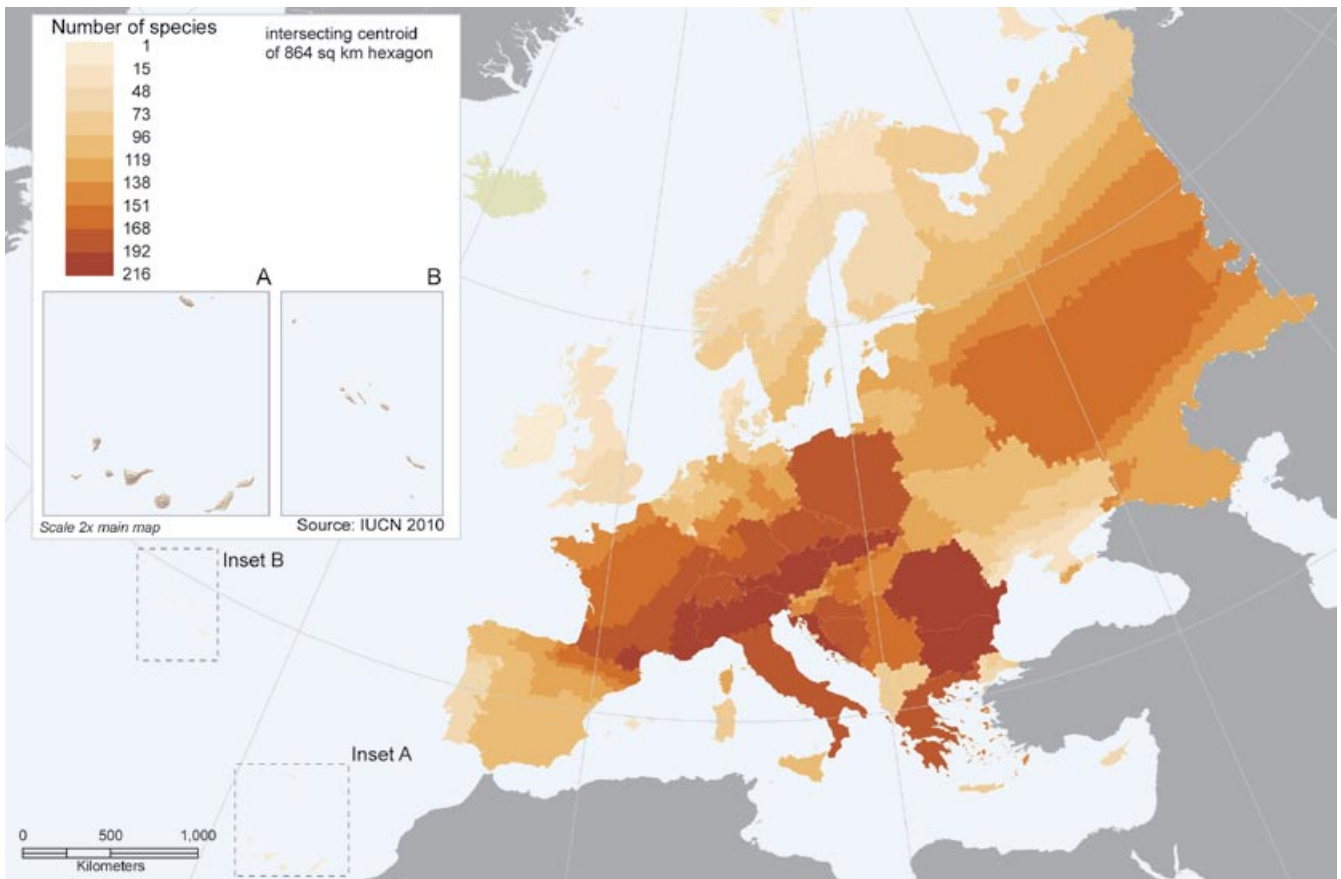 Number of species
intersecting centroid
of 864 sq km hexagon
1
15
48
73
96
119
138
151
168
192
216
A
B
Scale 2x main map
Source: IUCN 2010
Inset B
Inset A
0 500 1,000
Kilometers